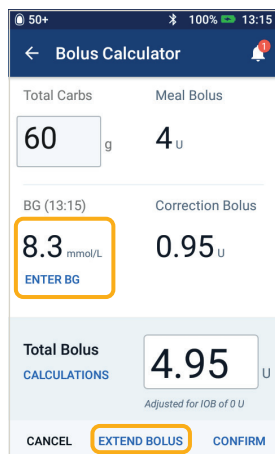 50+ 100% 13:15
Bolus Calculator 1
Total Carbs Meal Bolus
60 g 4 U
BG (13:15) Correction Bolus
8.3 mmol/L 0.95 U
ENTER BG
Total Bolus 4.95 U
CALCULATIONS
Adjusted for IOB of 0 U
CANCEL EXTEND BOLUS CONFIRM